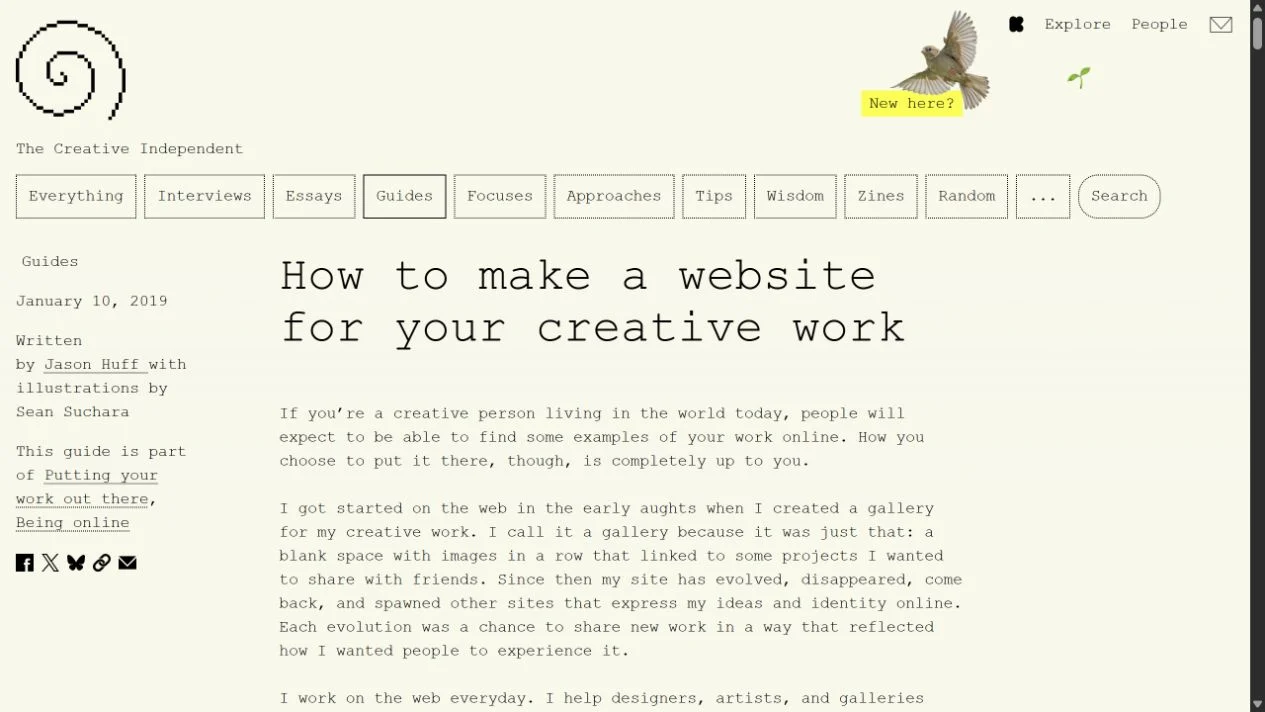 Explore People
New here?
The Creative Independent
Everything Interviews Essays Guides Focuses Approaches Tips Wisdom Zines Random ... Search
Guides
January 10, 2019
Written
by Jason Huff with
illustrations by
Sean Suchara
This guide is part
of Putting your
work out there,
Being online
How to make a website
for your creative work
If you’re a creative person living in the world today, people will
expect to be able to find some examples of your work online. How you
choose to put it there, though, is completely up to you.
I got started on the web in the early aughts when I created a gallery
for my creative work. I call it a gallery because it was just that: a
blank space with images in a row that linked to some projects I wanted
to share with friends. Since then my site has evolved, disappeared, come
back, and spawned other sites that express my ideas and identity online.
Each evolution was a chance to share new work in a way that reflected
how I wanted people to experience it.
I work on the web everyday. I help designers, artists, and galleries